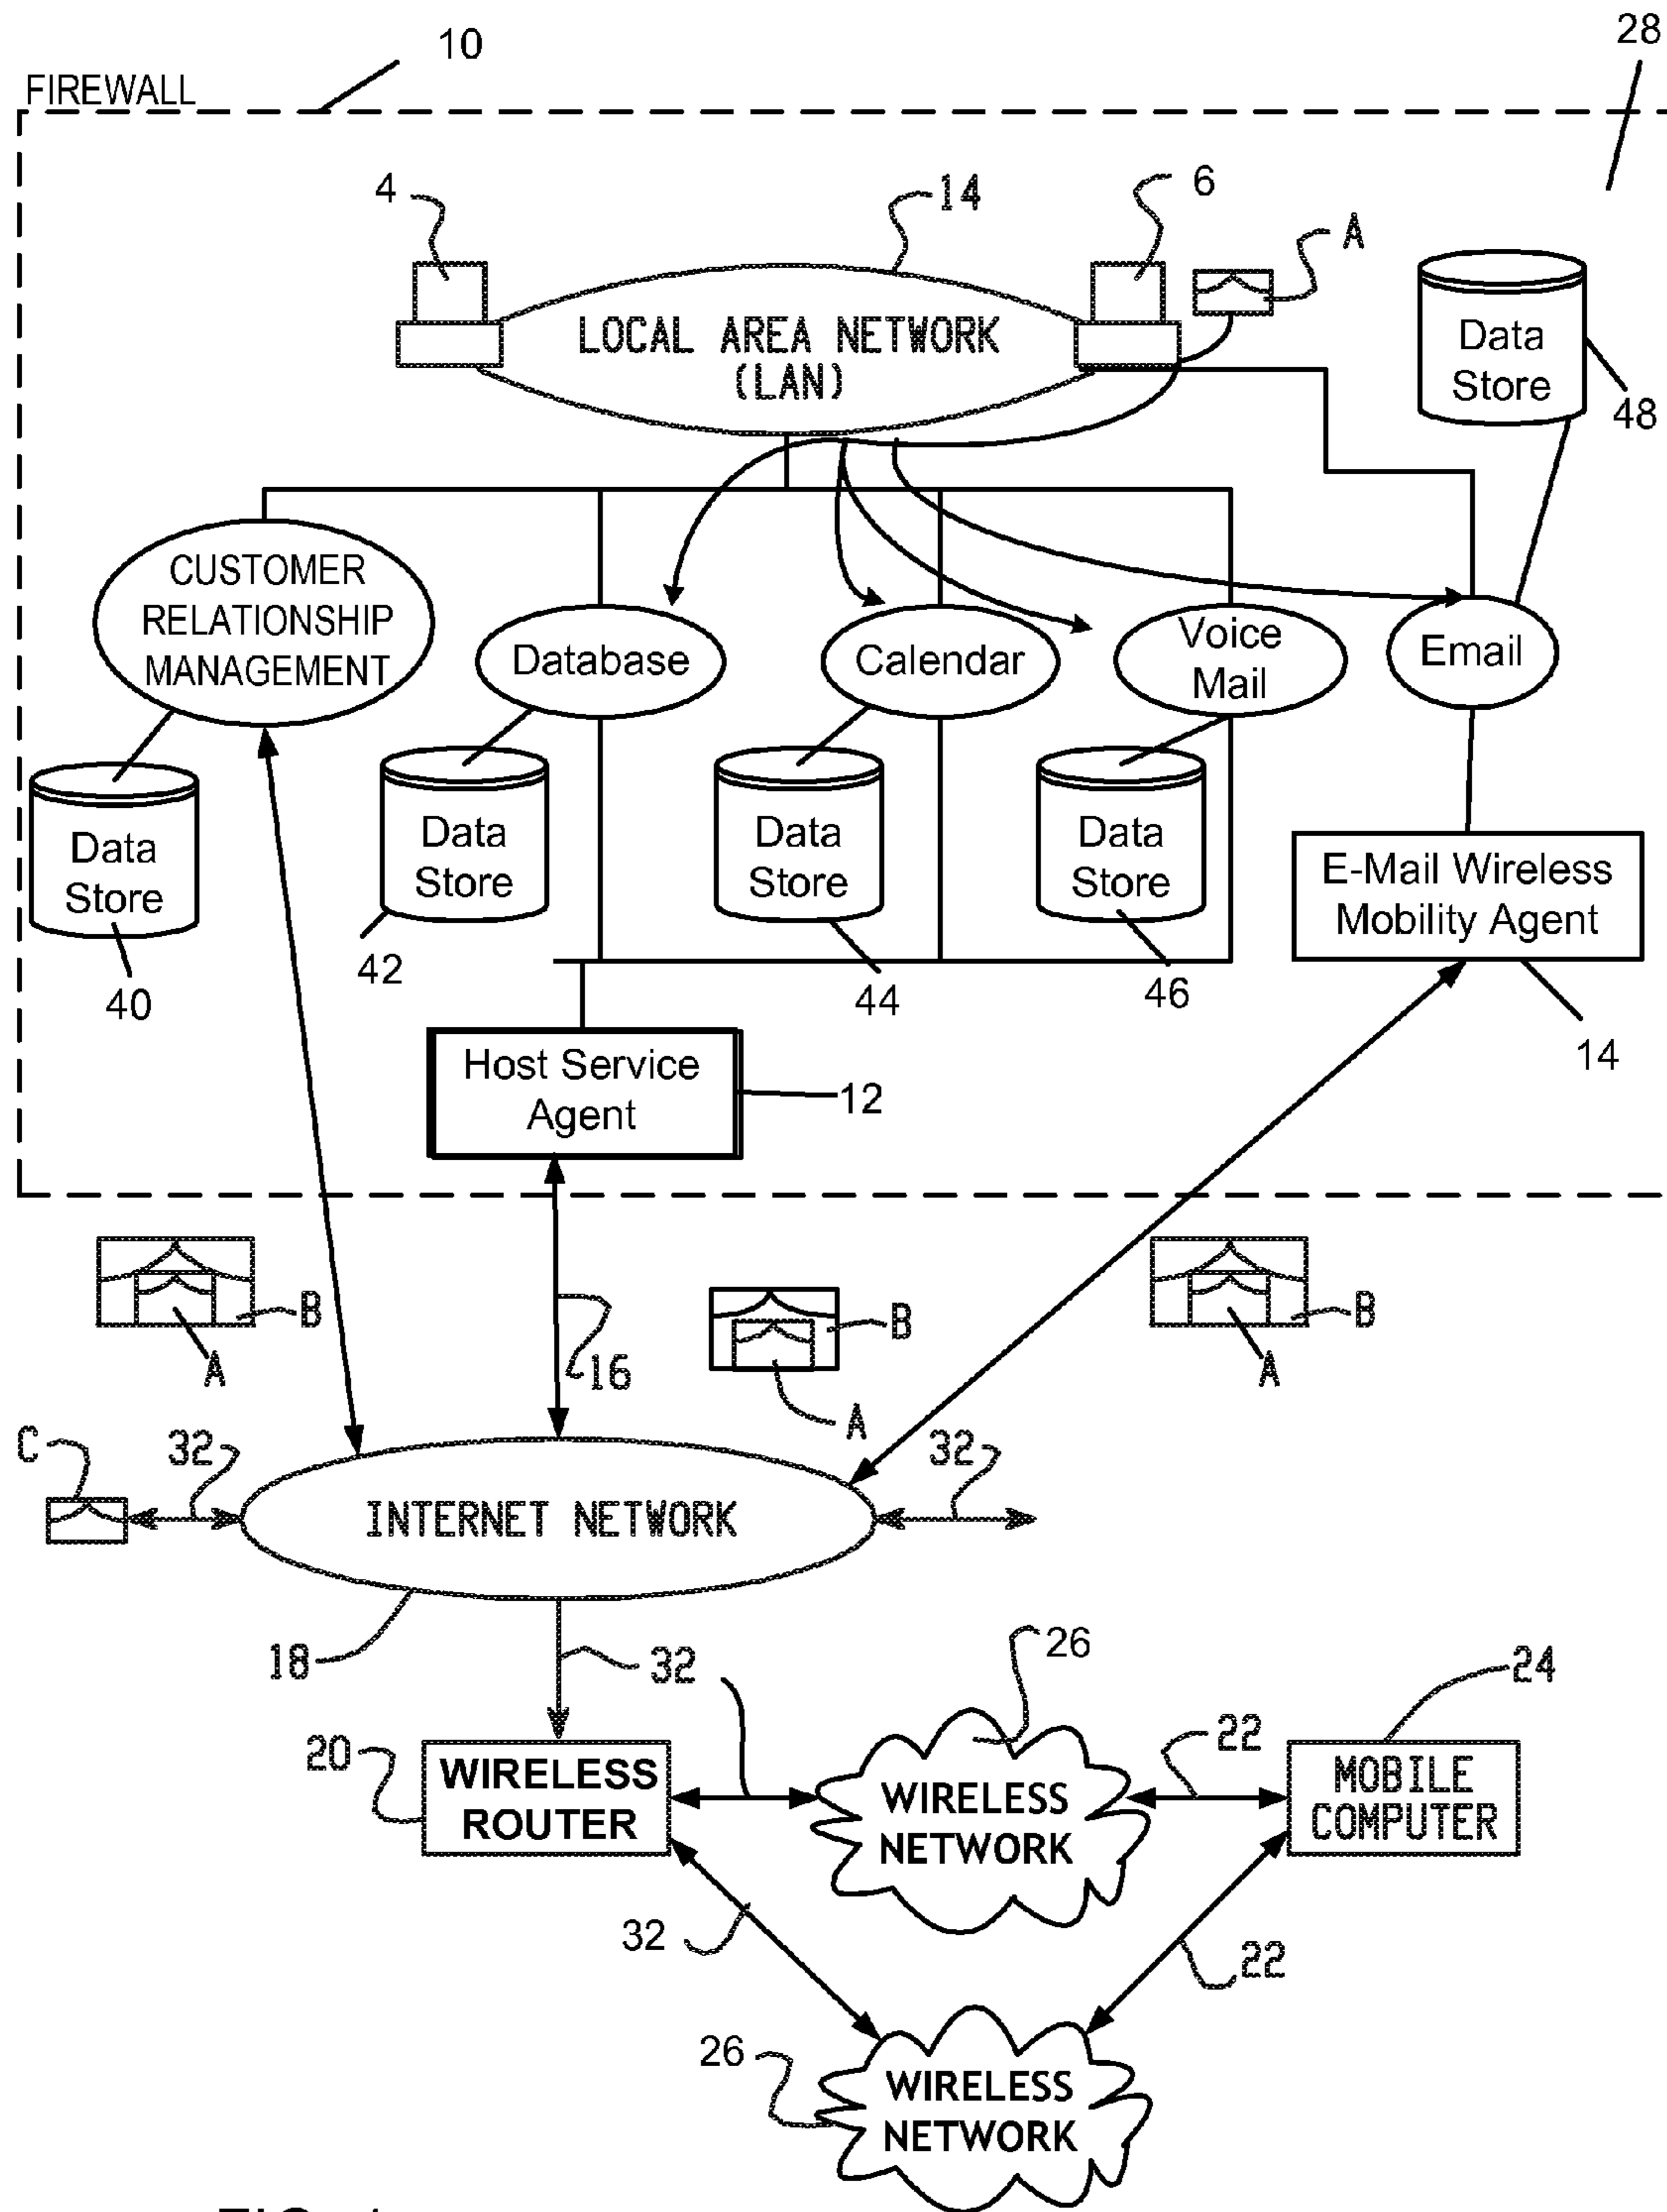 10
28
FIREWALL
4
14
6
A
LOCAL AREA NETWORK
(LAN)
Data
Store
48
CUSTOMER
RELATIONSHIP
MANAGEMENT
Database
Calendar
Voice
Mail
Email
Data
Store
40
Data
Store
42
Data
Store
44
Data
Store
46
E-Mail Wireless
Mobility Agent
14
Host Service
Agent
12
B
A
16
B
A
B
A
C
32
32
INTERNET NETWORK
18
32
26
24
20
WIRELESS
ROUTER
WIRELESS
NETWORK
22
MOBILE
COMPUTER
32
22
26
WIRELESS
NETWORK